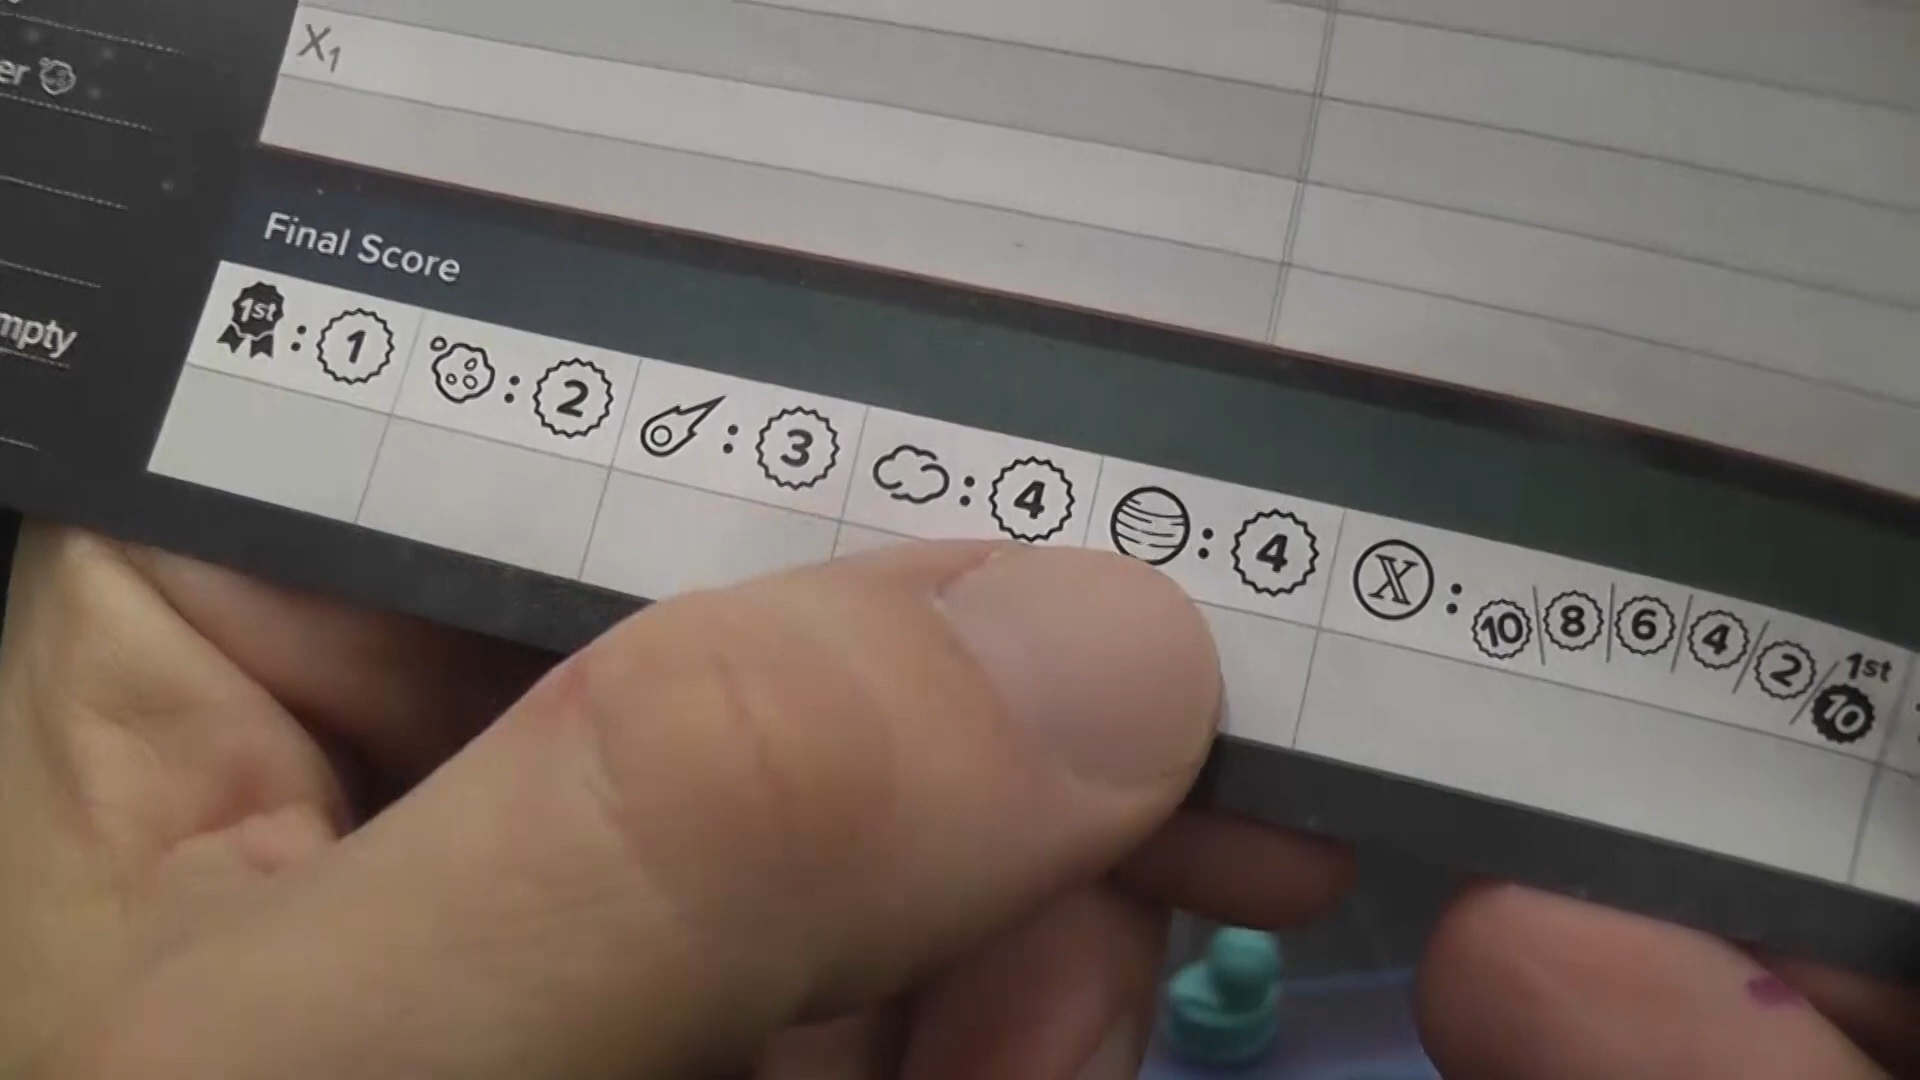 X1
er
mpty
Final Score
1st : 1
: 2
: 3
: 4
: 4
X : 10 / 8 / 6 / 4 / 2 / 1st 10